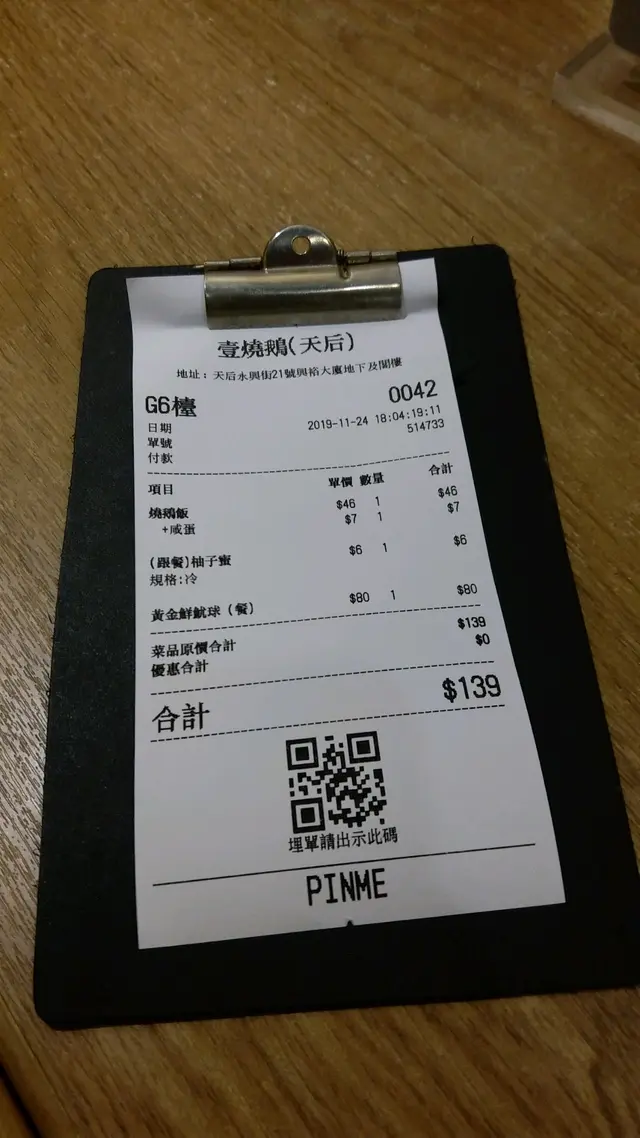 壹燒鵝(天后)
地址：天后永興街21號興裕大廈地下及閣樓
G6檯 0042
日期 2019-11-24 18:04:19:11
單號 514733
付款
項目 單價 數量 合計
燒鵝飯 $46 1 $46
+咸蛋 $7 1 $7
(跟餐)柚子蜜 $6 1 $6
規格:冷
黃金鮮魷球（餐） $80 1 $80
菜品原價合計 $139
優惠合計 $0
合計 $139
埋單請出示此碼
PINME